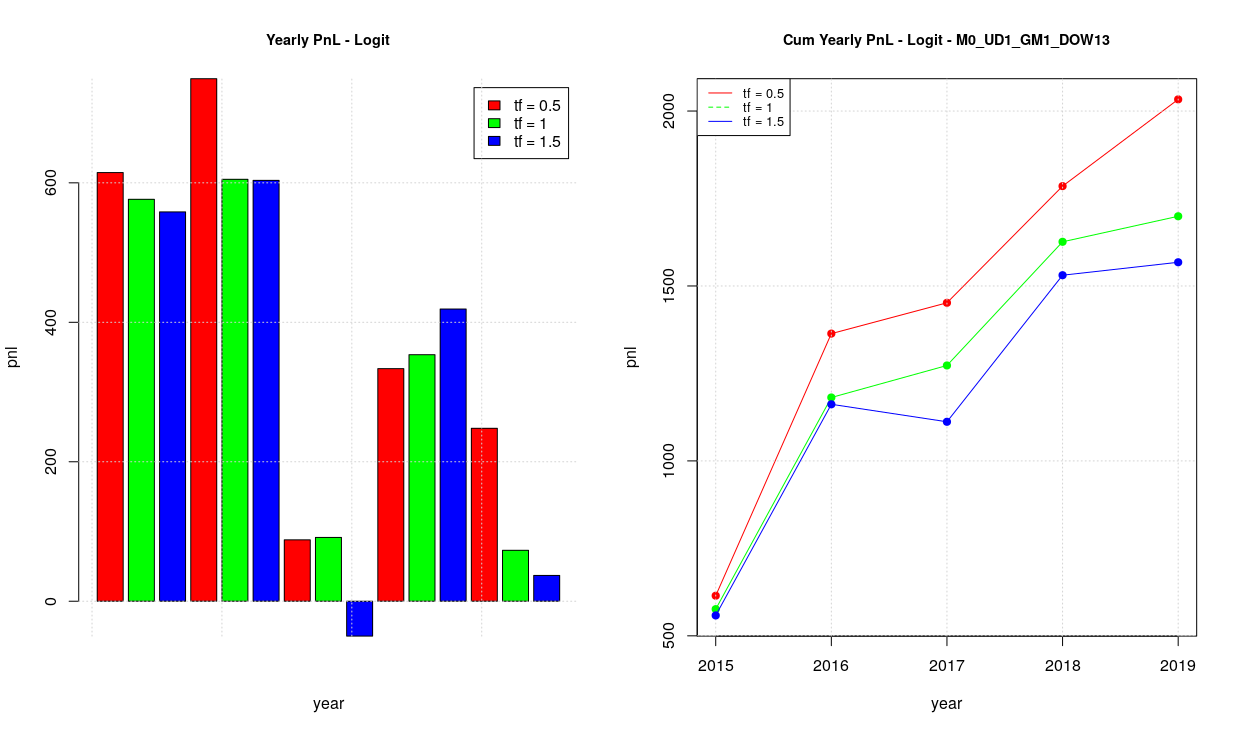 Yearly PnL - Logit
tf = 0.5
tf = 1
tf = 1.5
600
400
200
0
pnl
year
Cum Yearly PnL - Logit - M0_UD1_GM1_DOW13
tf = 0.5
tf = 1
tf = 1.5
2000
1500
1000
500
pnl
2015 2016 2017 2018 2019
year